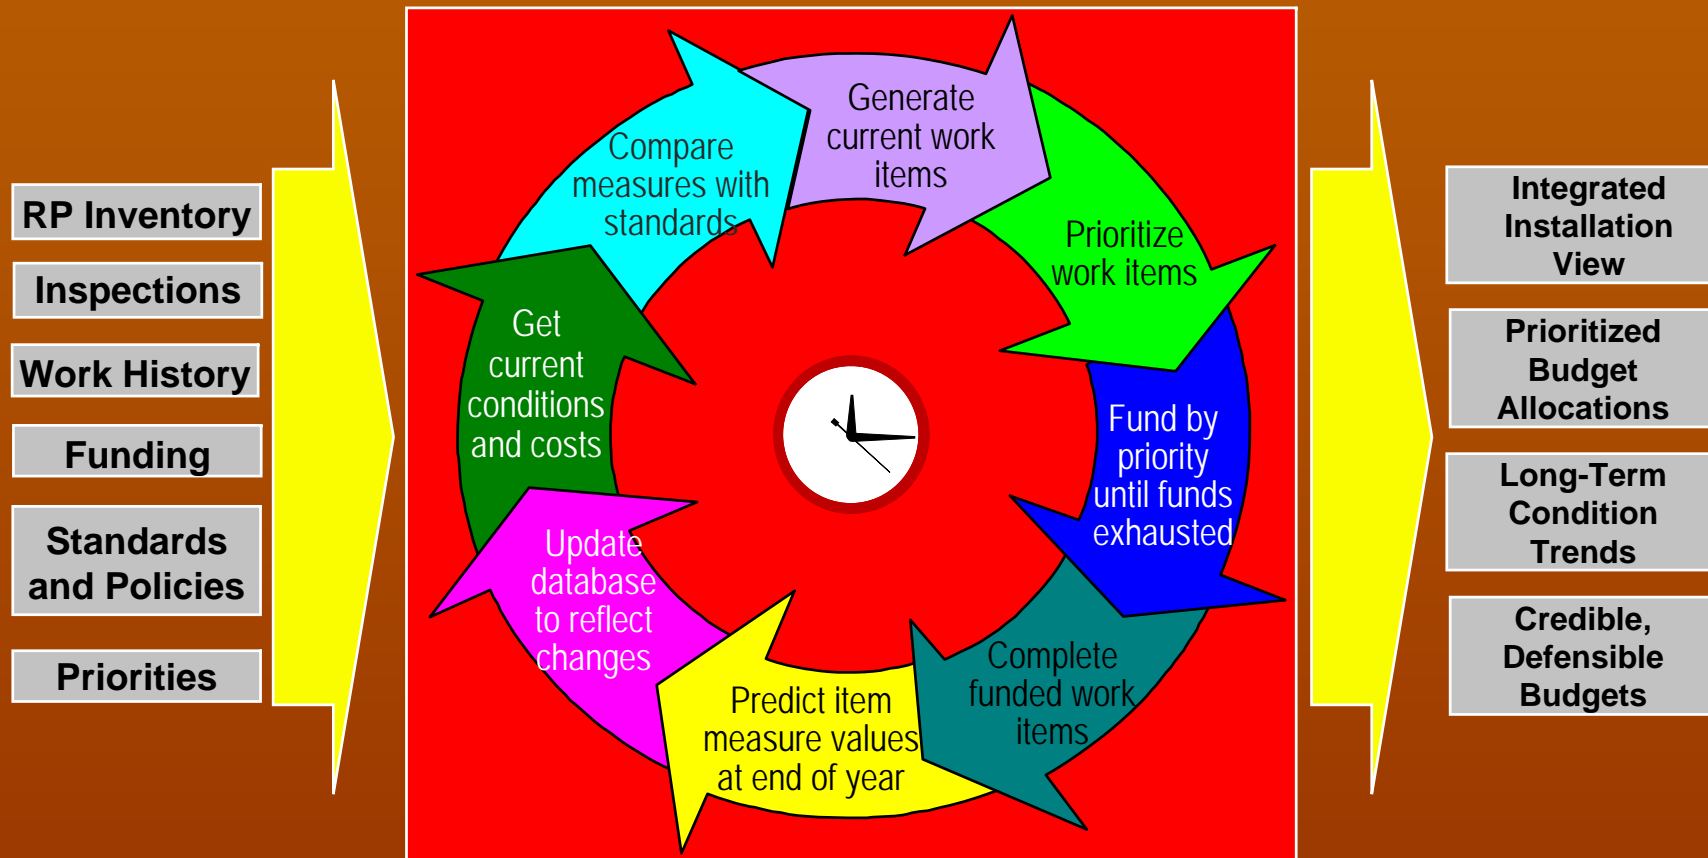 RP Inventory
Inspections
Work History
Funding
Standards
and Policies
Priorities
Generate
current work
items
Prioritize
work items
Fund by
priority
until funds
exhausted
Complete
funded work
items
Predict item
measure values
at end of year
Update
database
to reflect
changes
Get
current
conditions
and costs
Compare
measures with
standards
Integrated
Installation
View
Prioritized
Budget
Allocations
Long-Term
Condition
Trends
Credible,
Defensible
Budgets